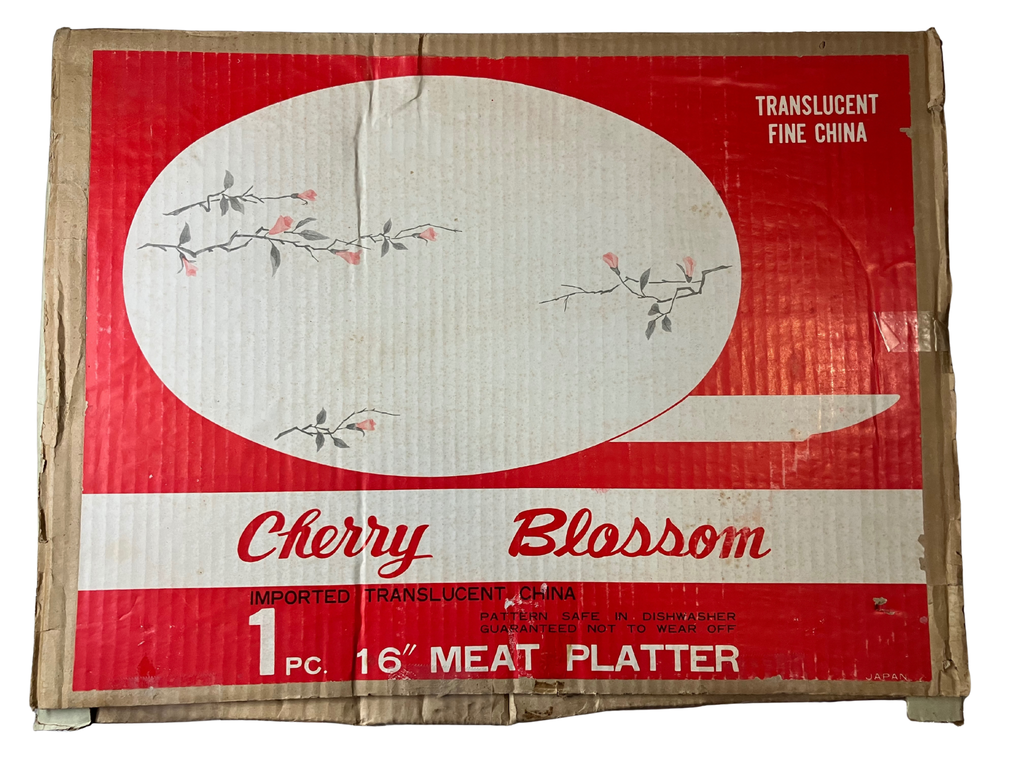 TRANSLUCENT
FINE CHINA
Cherry Blossom
IMPORTED TRANSLUCENT CHINA
PATTERN SAFE IN DISHWASHER
GUARANTEED NOT TO WEAR OFF
1 PC. 16" MEAT PLATTER
JAPAN